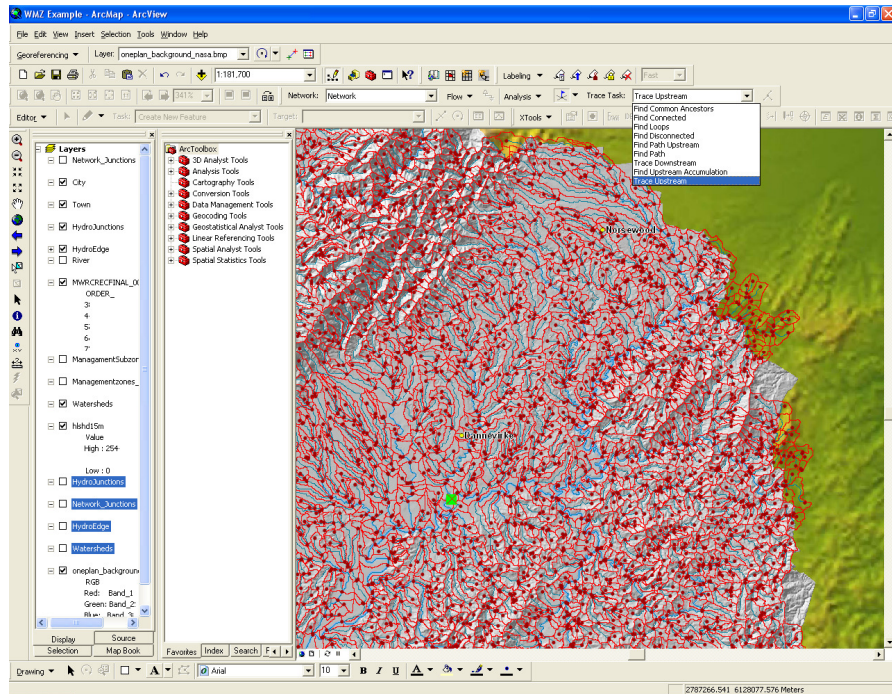 WMZ Example - ArcMap - ArcView
File Edit View Insert Selection Tools Window Help
Georeferencing Layer: oneplan_background_nasa.bmp
1:181,700 Labeling Fast
341% Network: Network Flow Analysis Trace Task: Trace Upstream
Find Common Ancestors
Find Connected
Find Loops
Find Disconnected
Find Path Upstream
Find Path
Trace Downstream
Find Upstream Accumulation
Trace Upstream
Editor Task: Create New Feature Target: XTools
Layers
Network_Junctions
City
Town
HydroJunctions
HydroEdge
River
MWRCRECFINAL_00
ORDER_
3
4
5
6
7
ManagamentSubzor
Managementzones_
Watersheds
hlshd15m
Value
High : 254
Low : 0
HydroJunctions
Network_Junctions
HydroEdge
Watersheds
oneplan_backgroun
RGB
Red: Band_1
Green: Band_2
Blue: Band_3
Display Source
Selection Map Book
ArcToolbox
3D Analyst Tools
Analysis Tools
Cartography Tools
Conversion Tools
Data Management Tools
Geocoding Tools
Geostatistical Analyst Tools
Linear Referencing Tools
Spatial Analyst Tools
Spatial Statistics Tools
Favorites Index Search F
Norsewood
Dannevirke
Drawing A Arial 10 B I U A
2787266.541 6128077.576 Meters